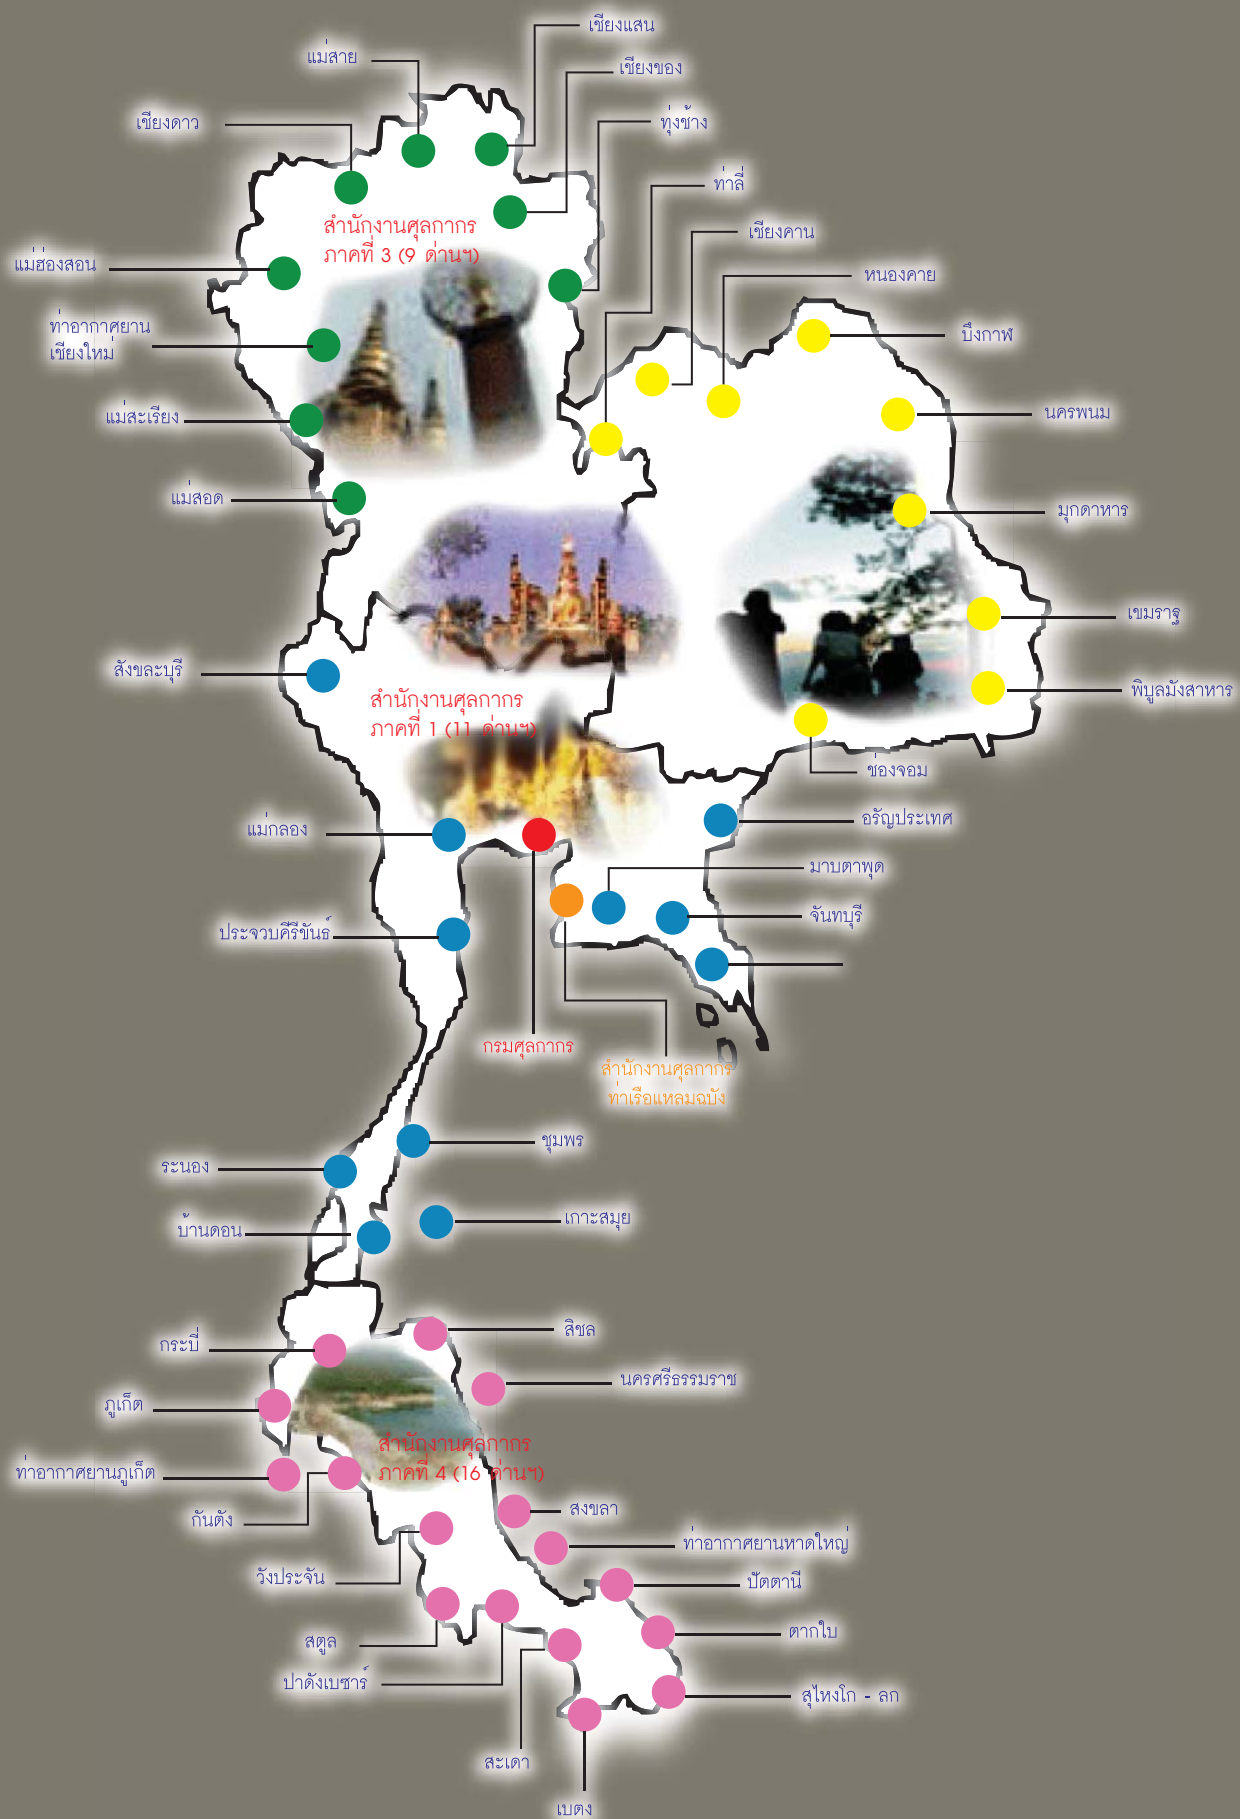 เชียงแสน
แม่สาย
เชียงของ
เชียงดาว
ทุ่งช้าง
ท่าลี่
สำนักงานศุลกากร
ภาคที่ 3 (9 ด่านฯ)
เชียงคาน
แม่ฮ่องสอน
หนองคาย
ท่าอากาศยาน
เชียงใหม่
บึงกาฬ
แม่สะเรียง
นครพนม
แม่สอด
มุกดาหาร
เขมราฐ
สังขละบุรี
พิบูลมังสาหาร
สำนักงานศุลกากร
ภาคที่ 1 (11 ด่านฯ)
ช่องจอม
แม่กลอง
อรัญประเทศ
มาบตาพุด
จันทบุรี
ประจวบคีรีขันธ์
กรมศุลกากร
สำนักงานศุลกากร
ท่าเรือแหลมฉบัง
ชุมพร
ระนอง
เกาะสมุย
บ้านดอน
สิชล
กระบี่
นครศรีธรรมราช
ภูเก็ต
สำนักงานศุลกากร
ภาคที่ 4 (16 ด่านฯ)
ท่าอากาศยานภูเก็ต
กันตัง
สงขลา
ท่าอากาศยานหาดใหญ่
วังประจัน
ปัตตานี
ตากใบ
สตูล
ปาดังเบซาร์
สุไหงโก - ลก
สะเดา
เบตง